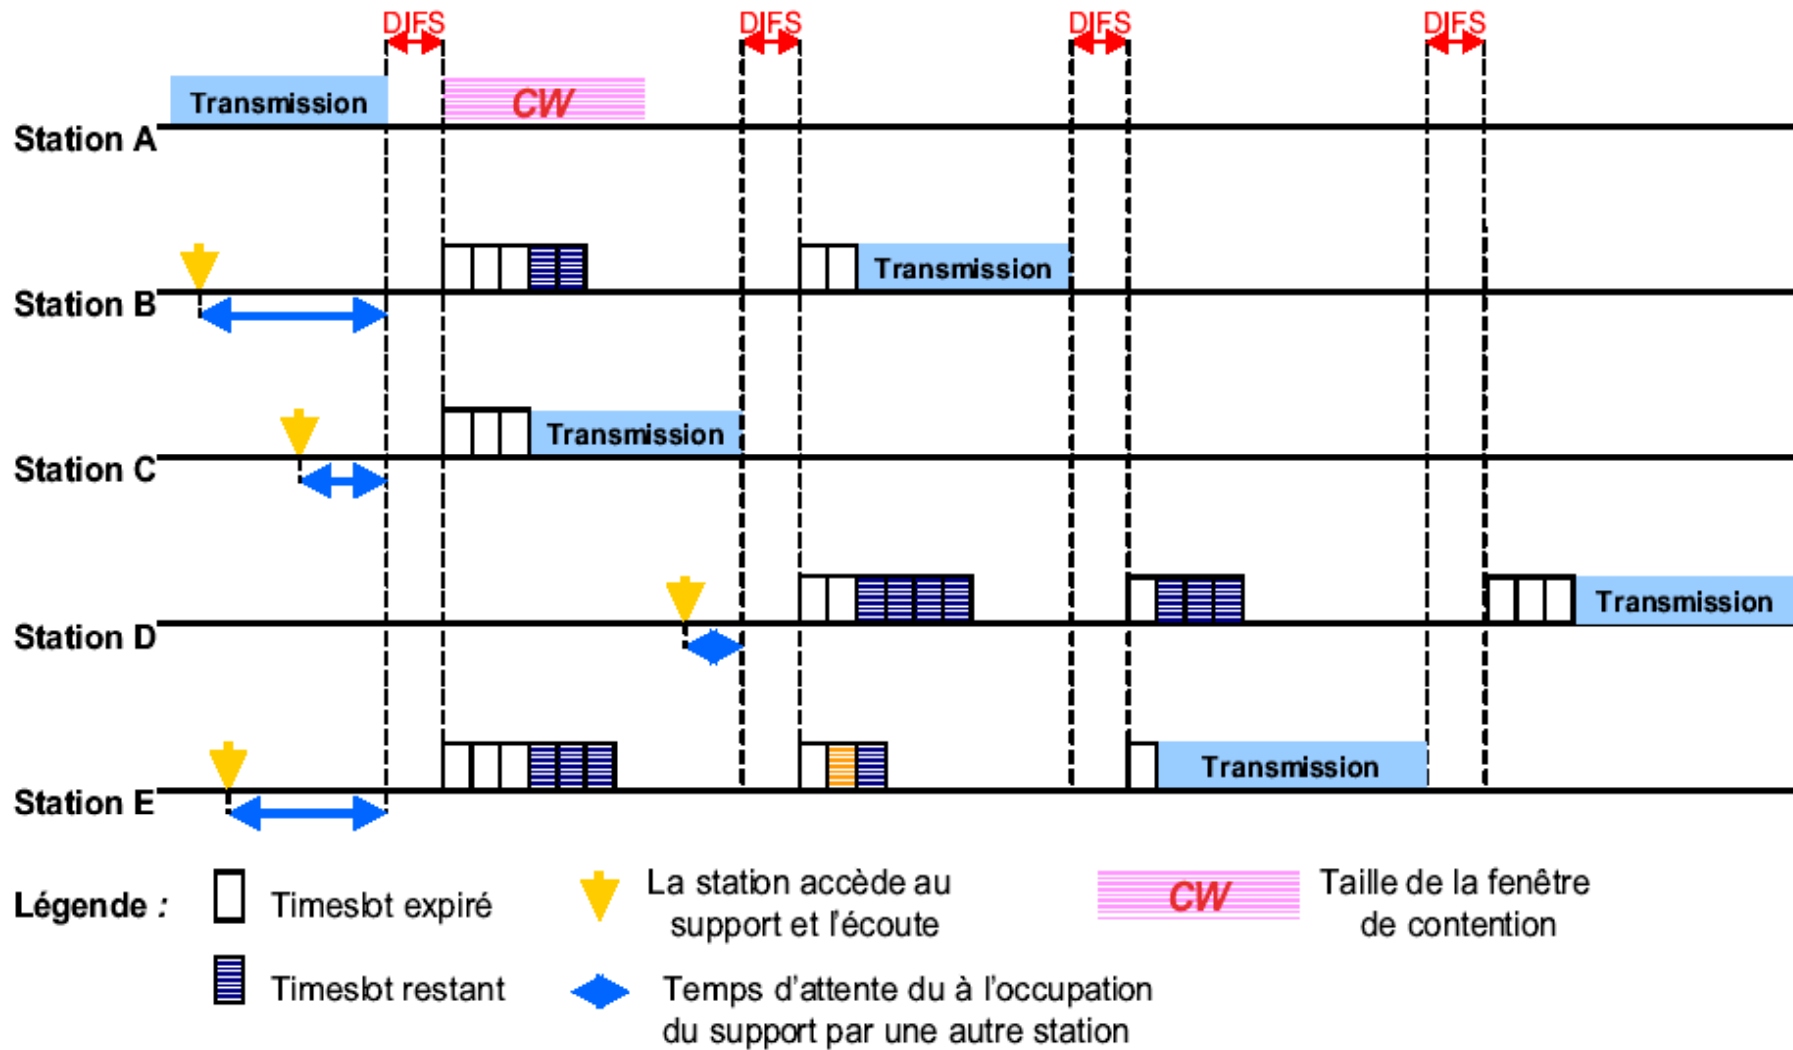 DIFS DIFS DIFS DIFS
Transmission CW
Station A
Transmission
Station B
Transmission
Station C
Transmission
Station D
Transmission
Station E
Légende : Timeslot expiré La station accède au support et l'écoute CW Taille de la fenêtre de contention
Timeslot restant Temps d'attente du à l'occupation du support par une autre station